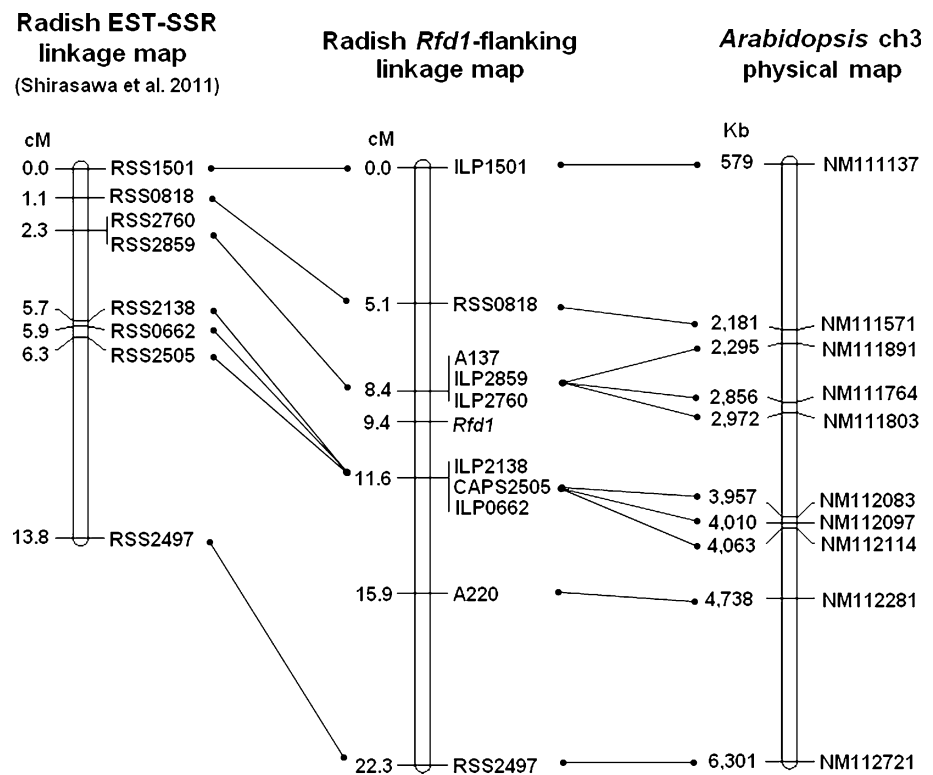 Radish EST-SSR
linkage map
(Shirasawa et al. 2011)
cM
0.0 RSS1501
1.1 RSS0818
2.3 RSS2760
RSS2859
5.7 RSS2138
5.9 RSS0662
6.3 RSS2505
13.8 RSS2497
Radish Rfd1-flanking
linkage map
cM
0.0 ILP1501
5.1 RSS0818
A137
8.4 ILP2859
ILP2760
9.4 Rfd1
ILP2138
11.6 CAPS2505
ILP0662
15.9 A220
22.3 RSS2497
Arabidopsis ch3
physical map
Kb
579 NM111137
2,181 NM111571
2,295 NM111891
2,856 NM111764
2,972 NM111803
3,957 NM112083
4,010 NM112097
4,063 NM112114
4,738 NM112281
6,301 NM112721